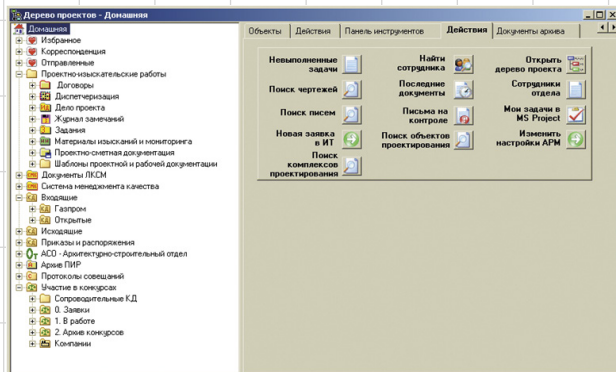 Дерево проектов - Домашняя
Домашняя
Избранное
Корреспонденция
Отправленные
Проектно-изыскательские работы
Договоры
Диспетчеризация
Дело проекта
Журнал замечаний
Задания
Материалы изысканий и мониторинга
Проектно-сметная документация
Шаблоны проектной и рабочей документации
Документы ЛКСМ
Система менеджмента качества
Входящие
Газпром
Открытые
Исходящие
Приказы и распоряжения
АСО - Архитектурно-строительный отдел
Архив ПИР
Протоколы совещаний
Участие в конкурсах
Сопроводительные КД
0. Заявки
1. В работе
2. Архив конкурсов
Компании
Объекты Действия Панель инструментов Действия Документы архива
Невыполненные
задачи
Найти
сотрудника
Открыть
дерево проекта
Поиск чертежей
Последние
документы
Сотрудники
отдела
Поиск писем
Письма на
контроле
Мои задачи в
MS Project
Новая заявка
в ИТ
Поиск объектов
проектирования
Изменить
настройки АРМ
Поиск
комплексов
проектирования